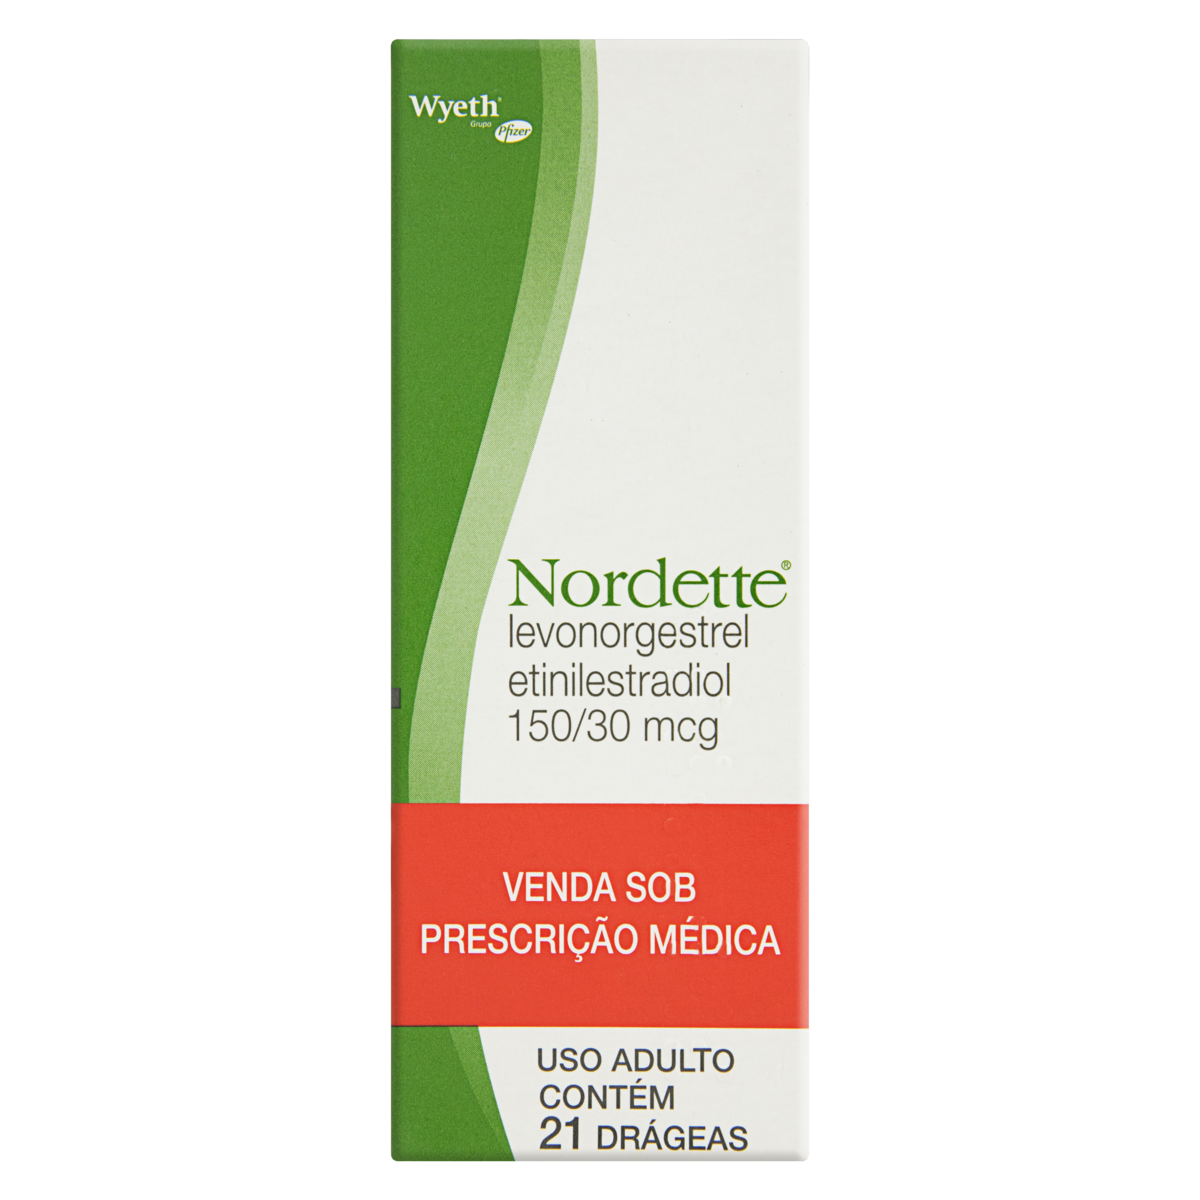 Wyeth®
Grupo
Pfizer
Nordette®
levonorgestrel
etinilestradiol
150/30 mcg
VENDA SOB
PRESCRIÇÃO MÉDICA
USO ADULTO
CONTÉM
21 DRÁGEAS